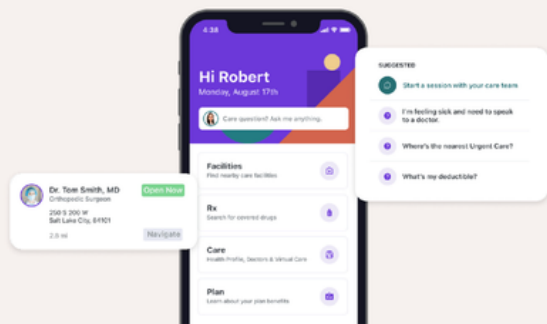 4:38
Hi Robert
Monday, August 17th
Care question? Ask me anything.
Facilities
Find nearby care facilities
Rx
Search for covered drugs
Care
Health Profile, Doctors & Virtual Care
Plan
Learn about your plan benefits
Dr. Tom Smith, MD
Open Now
Orthopedic Surgeon
250 S 200 W
Salt Lake City, 84101
2.8 mi
Navigate
SUGGESTED
Start a session with your care team
I'm feeling sick and need to speak
to a doctor.
Where's the nearest Urgent Care?
What's my deductible?